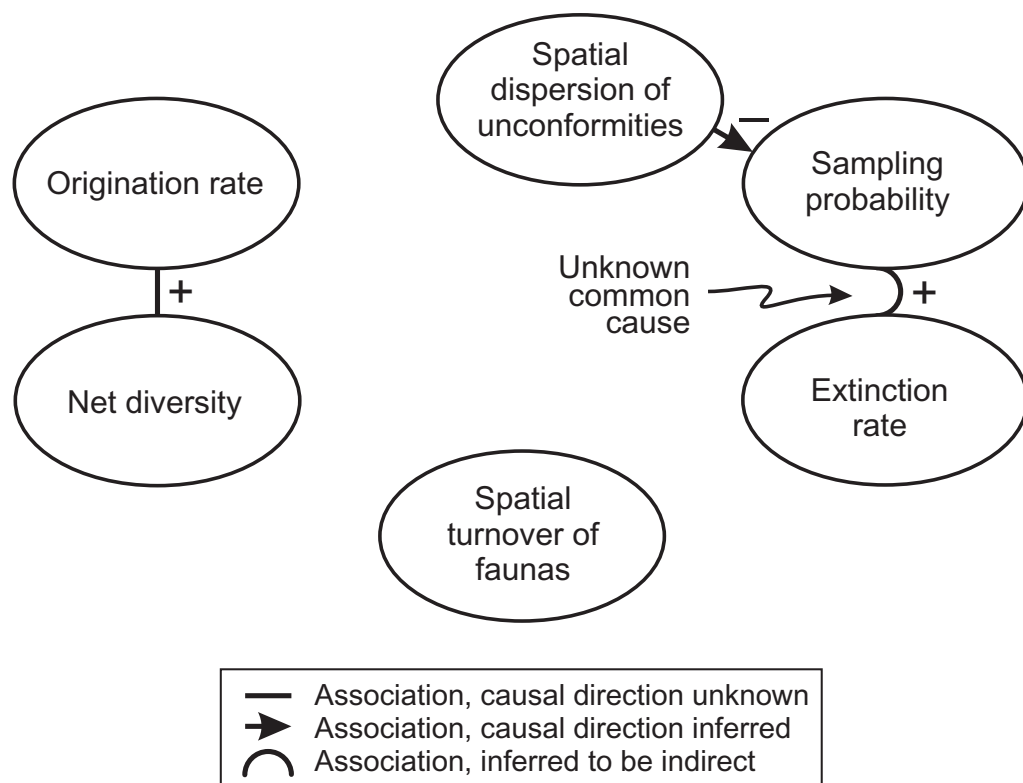 Spatial
dispersion of
unconformities
−
Origination rate
Sampling
probability
+
Unknown
common
cause
+
Net diversity
Extinction
rate
Spatial
turnover of
faunas
Association, causal direction unknown
Association, causal direction inferred
Association, inferred to be indirect